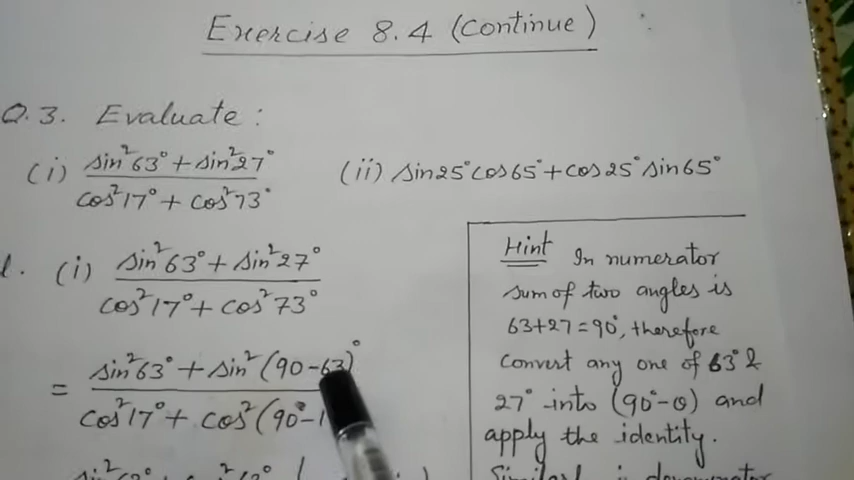 Exercise 8.4 (Continue)
Q.3. Evaluate :
(i) sin²63° + sin²27° / cos²17° + cos²73°
(ii) sin25° cos65° + cos25° sin65°
(i) sin²63° + sin²27° / cos²17° + cos²73°
= sin²63° + sin²(90-63)° / cos²17° + cos²(90°-1
Hint In numerator
sum of two angles is
63+27=90°, therefore
convert any one of 63° &
27° into (90°-θ) and
apply the identity.
denominator